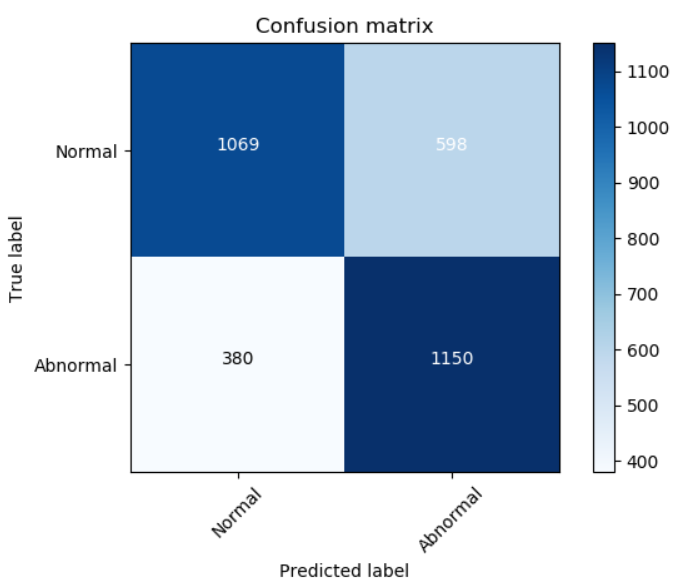 Confusion matrix
True label
Normal
1069
598
Abnormal
380
1150
Normal
Abnormal
Predicted label
1100
1000
900
800
700
600
500
400